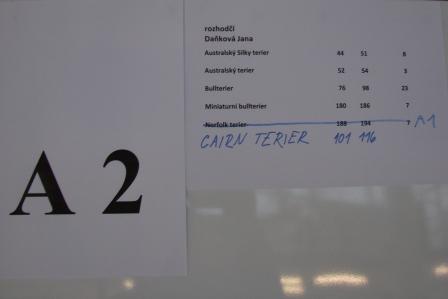 A 2
rozhodčí
Daňková Jana
Australský Silky terier 44 51 8
Australský terier 52 54 3
Bullterier 76 98 23
Miniaturní bullterier 180 186 7
Norfolk terier 188 194 7 A1
CAIRN TERIER 101 116